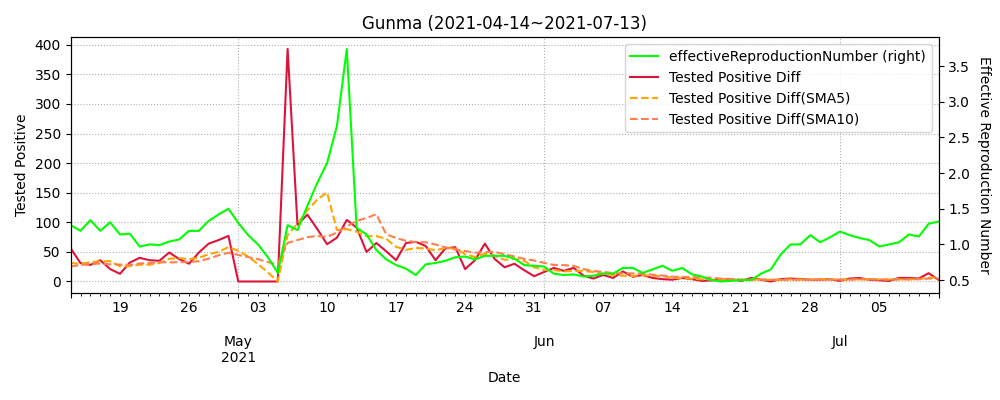 Gunma (2021-04-14~2021-07-13)
effectiveReproductionNumber (right)
Tested Positive Diff
Tested Positive Diff(SMA5)
Tested Positive Diff(SMA10)
Tested Positive
400
350
300
250
200
150
100
50
0
Effective Reproduction Number
3.5
3.0
2.5
2.0
1.5
1.0
0.5
19 26 03 10 17 24 31 07 14 21 28 05
May Jun Jul
2021
Date